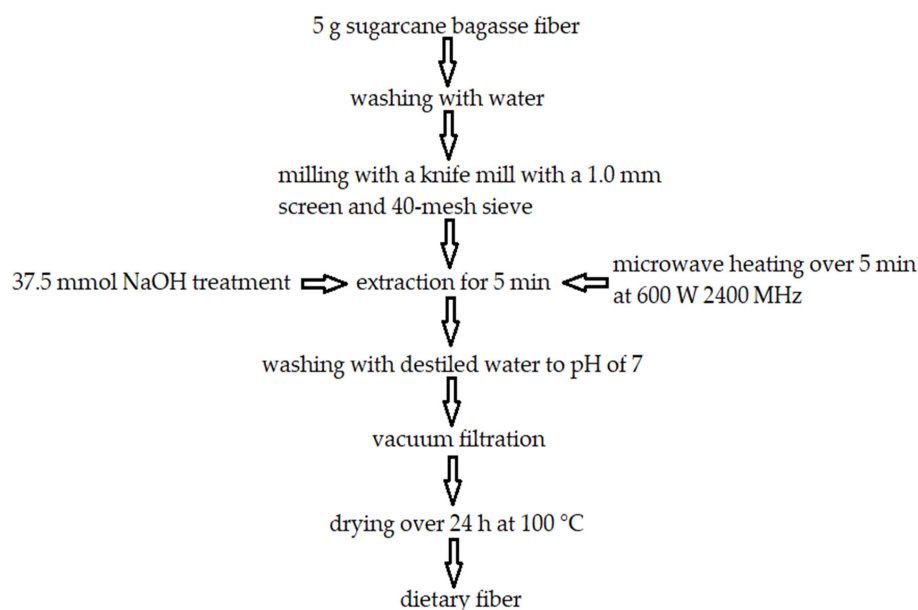 5 g sugarcane bagasse fiber
washing with water
milling with a knife mill with a 1.0 mm
screen and 40-mesh sieve
37.5 mmol NaOH treatment
extraction for 5 min
microwave heating over 5 min
at 600 W 2400 MHz
washing with destiled water to pH of 7
vacuum filtration
drying over 24 h at 100 °C
dietary fiber